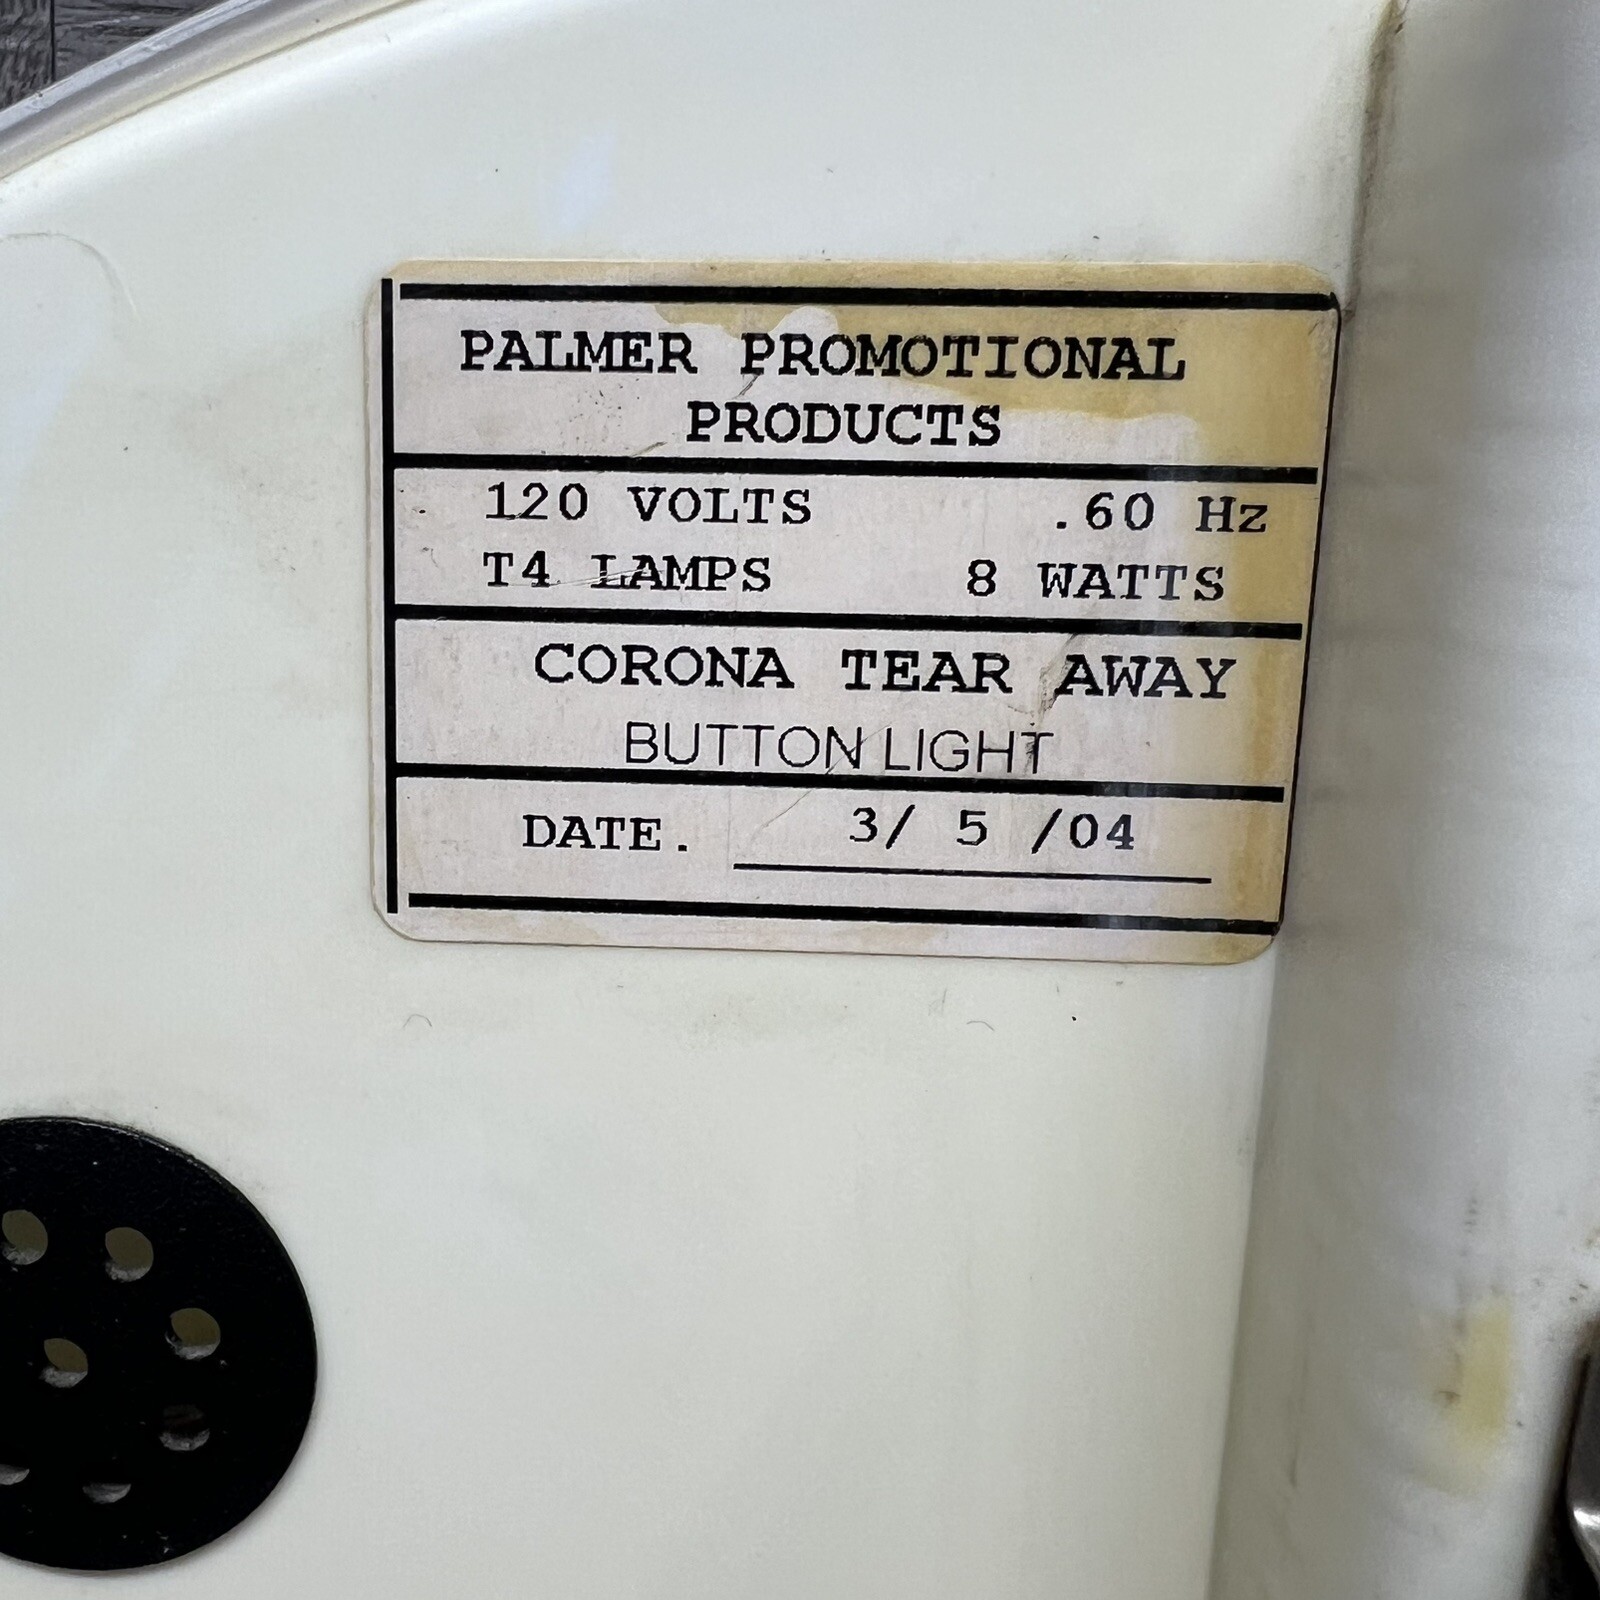 PALMER PROMOTIONAL
PRODUCTS
120 VOLTS .60 Hz
T4 LAMPS 8 WATTS
CORONA TEAR AWAY
BUTTON LIGHT
DATE. 3/ 5 /04